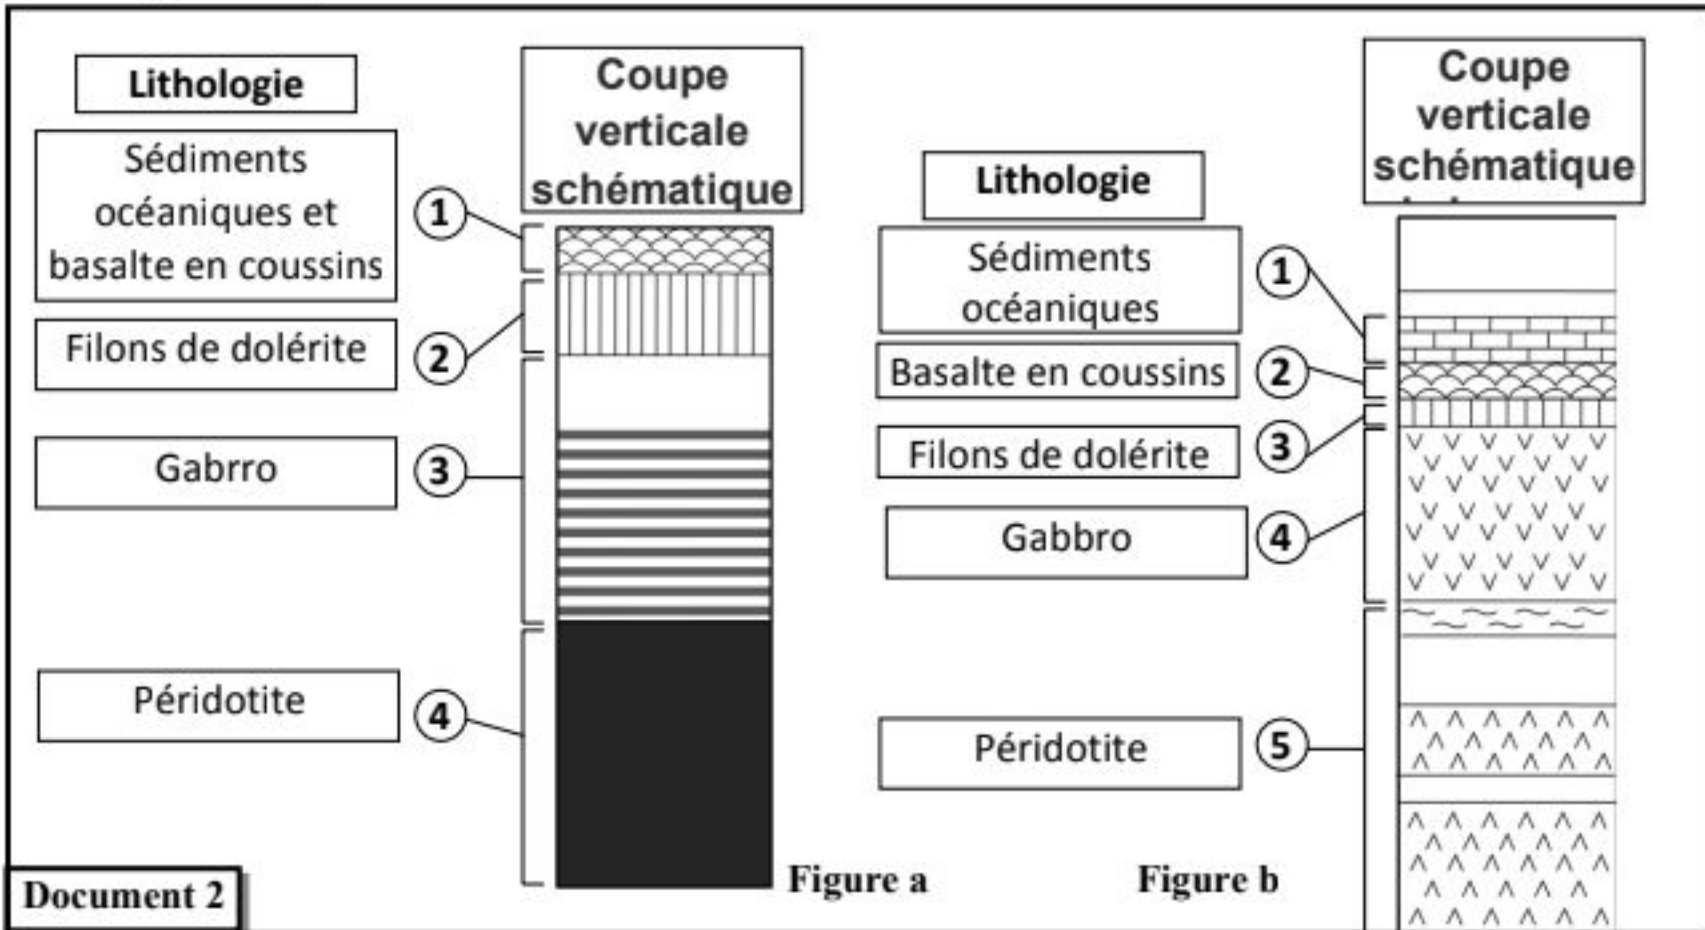 Lithologie
Sédiments
océaniques et
basalte en coussins
Filons de dolérite
Gabrro
Péridotite
Coupe
verticale
schématique
1
2
3
4
Figure a
Lithologie
Sédiments
océaniques
Basalte en coussins
Filons de dolérite
Gabbro
Péridotite
Coupe
verticale
schématique
1
2
3
4
5
Figure b
Document 2